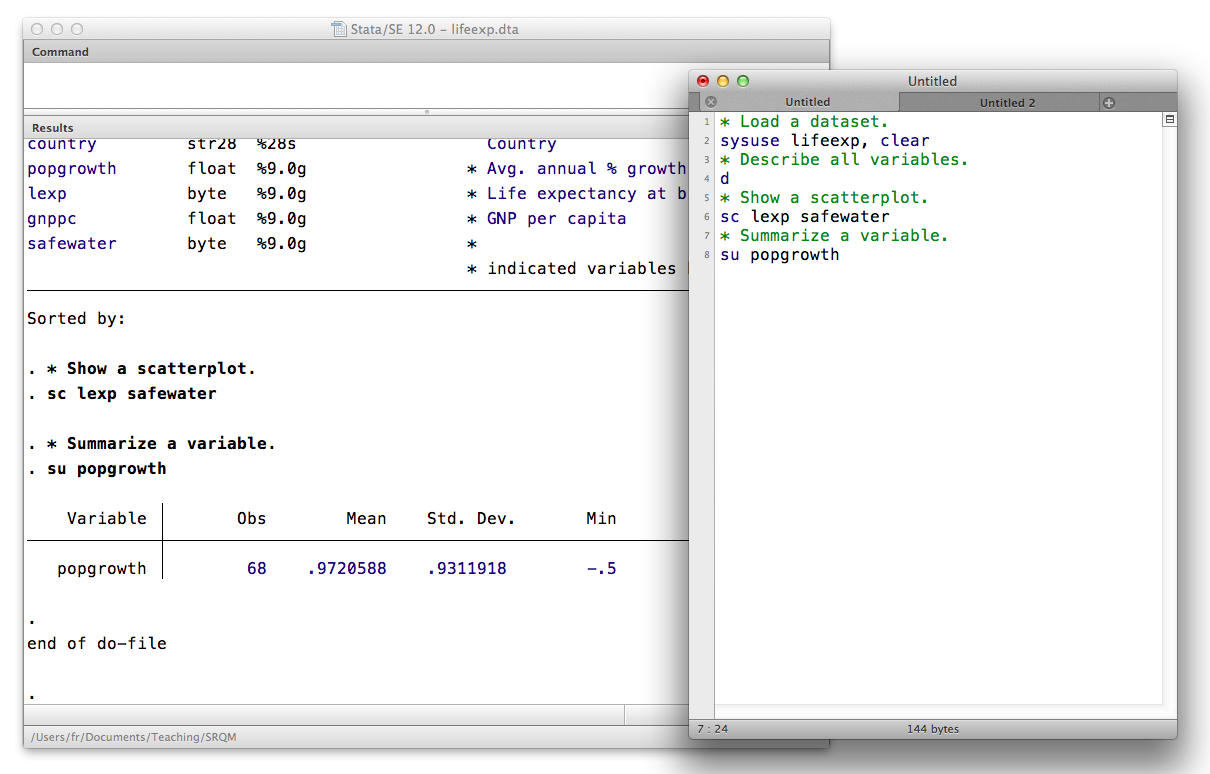 Stata/SE 12.0 – lifeexp.dta
Command
Results
country str28 %28s Country
popgrowth float %9.0g * Avg. annual % growth
lexp byte %9.0g * Life expectancy at b
gnppc float %9.0g * GNP per capita
safewater byte %9.0g *
* indicated variables
Sorted by:
. * Show a scatterplot.
. sc lexp safewater
. * Summarize a variable.
. su popgrowth
Variable Obs Mean Std. Dev. Min
popgrowth 68 .9720588 .9311918 -.5
.
end of do-file
.
/Users/fr/Documents/Teaching/SRQM
Untitled
Untitled Untitled 2
1 * Load a dataset.
2 sysuse lifeexp, clear
3 * Describe all variables.
4 d
5 * Show a scatterplot.
6 sc lexp safewater
7 * Summarize a variable.
8 su popgrowth
7 : 24 144 bytes